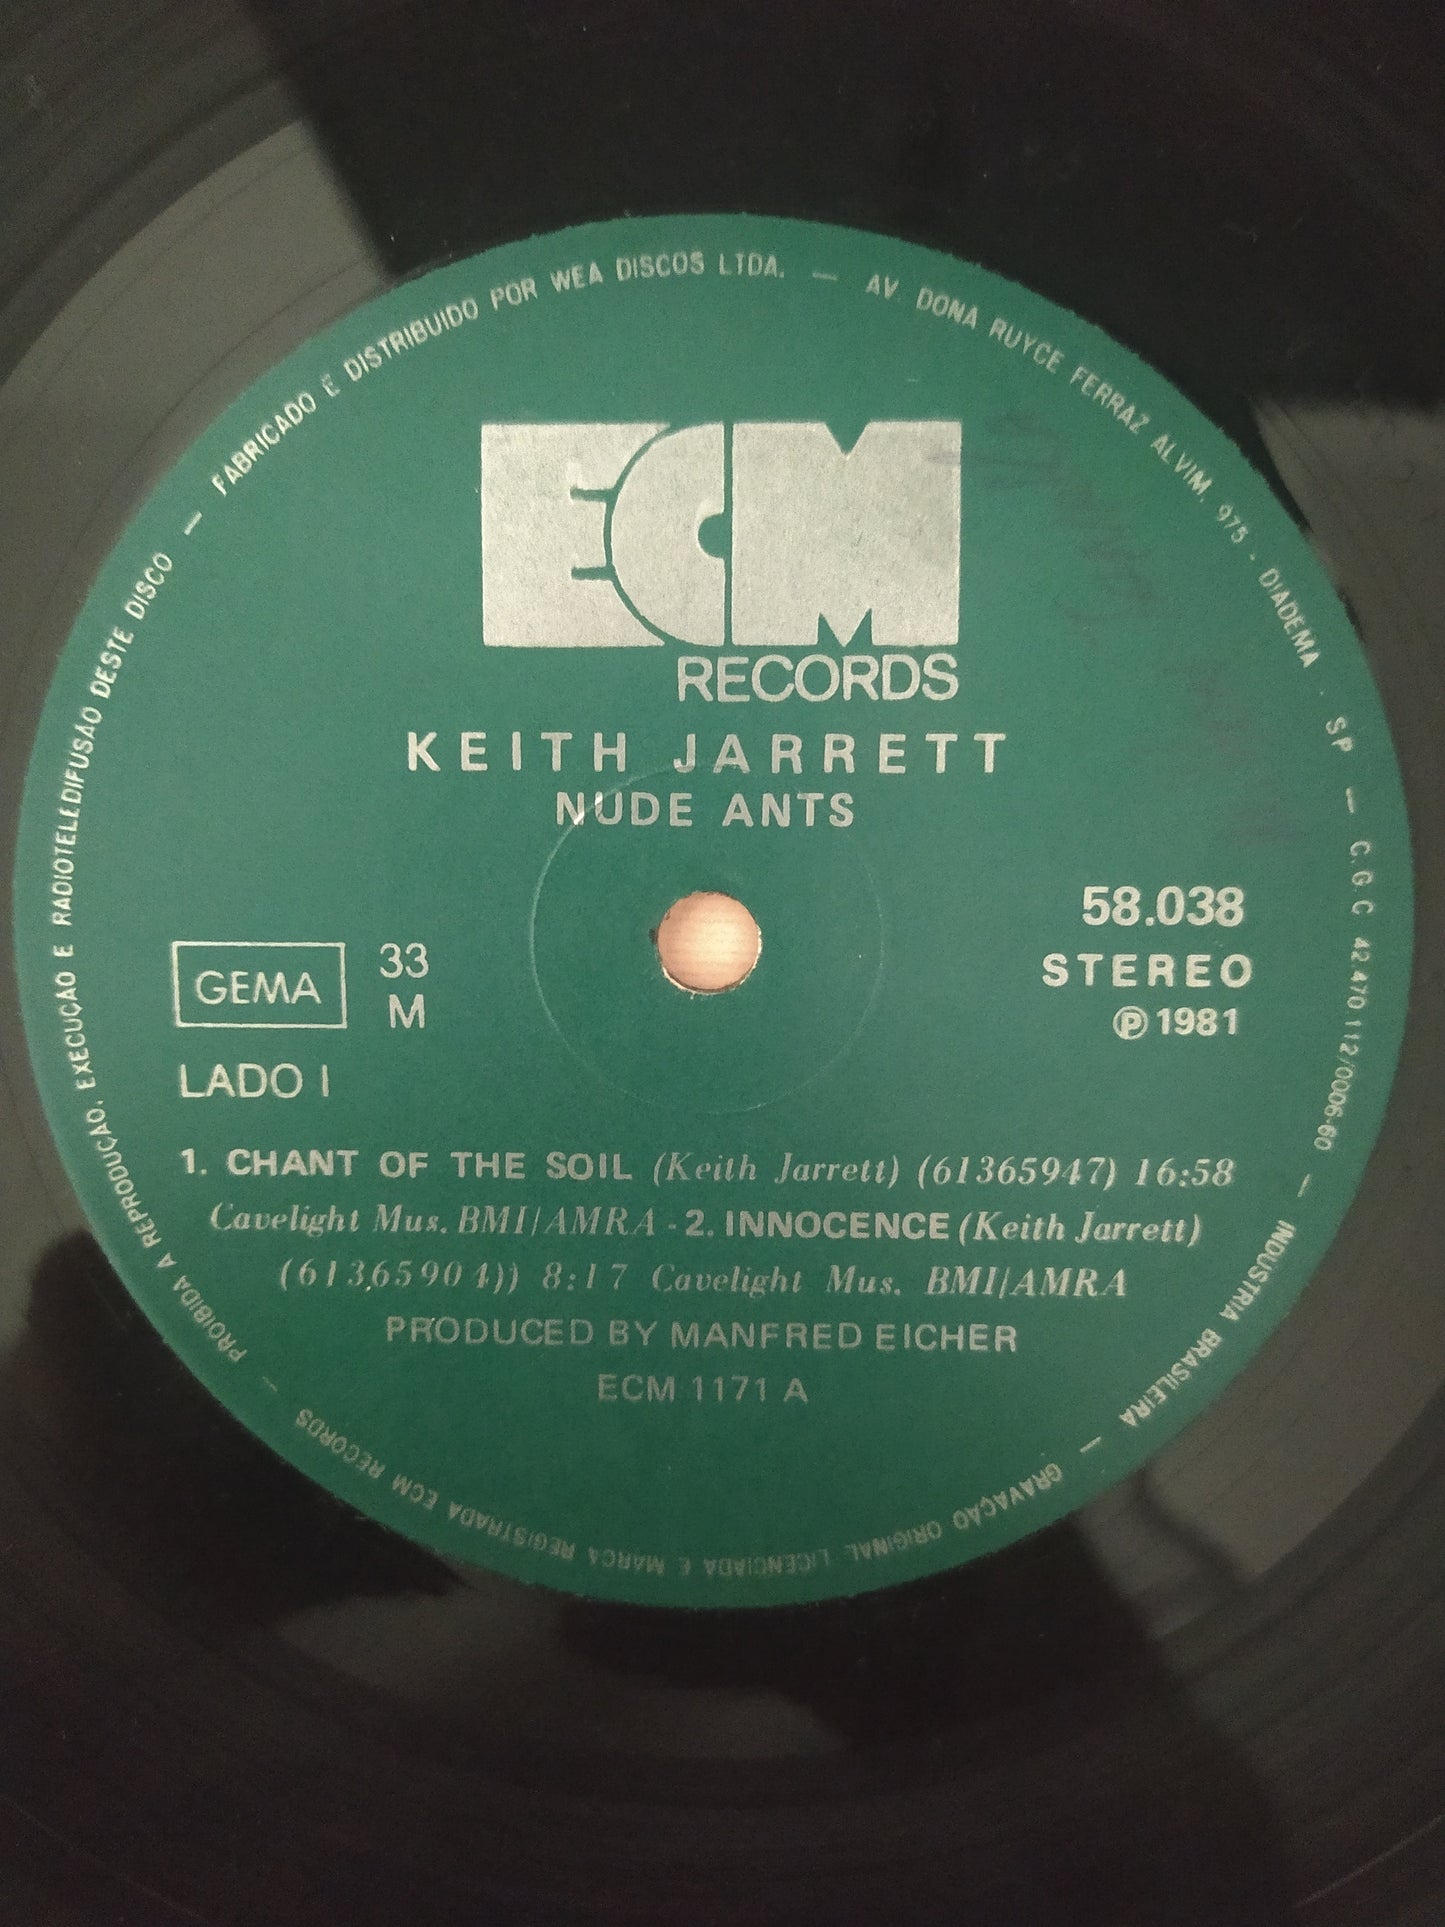 FABRICADO E DISTRIBUIDO POR WEA DISCOS LTDA. — AV. DONA RUYCE FERRAZ ALVIM, 975 - DIADEMA - SP — C.G.C 42.470.112/0006-60 — INDUSTRIA BRASILEIRA — GRAVAÇÃO ORIGINAL LICENCIADA E MARCA REGISTRADA ECM RECORDS — PROIBIDA A REPRODUÇÃO, EXECUÇÃO E RADIOTELEDIFUSÃO DESTE DISCO —
ECM
RECORDS
KEITH JARRETT
NUDE ANTS
58.038
STEREO
℗ 1981
GEMA
33
M
LADO I
1. CHANT OF THE SOIL (Keith Jarrett) (61365947) 16:58
Cavelight Mus. BMI/AMRA - 2. INNOCENCE (Keith Jarrett)
(61365904)) 8:17 Cavelight Mus. BMI/AMRA
PRODUCED BY MANFRED EICHER
ECM 1171 A